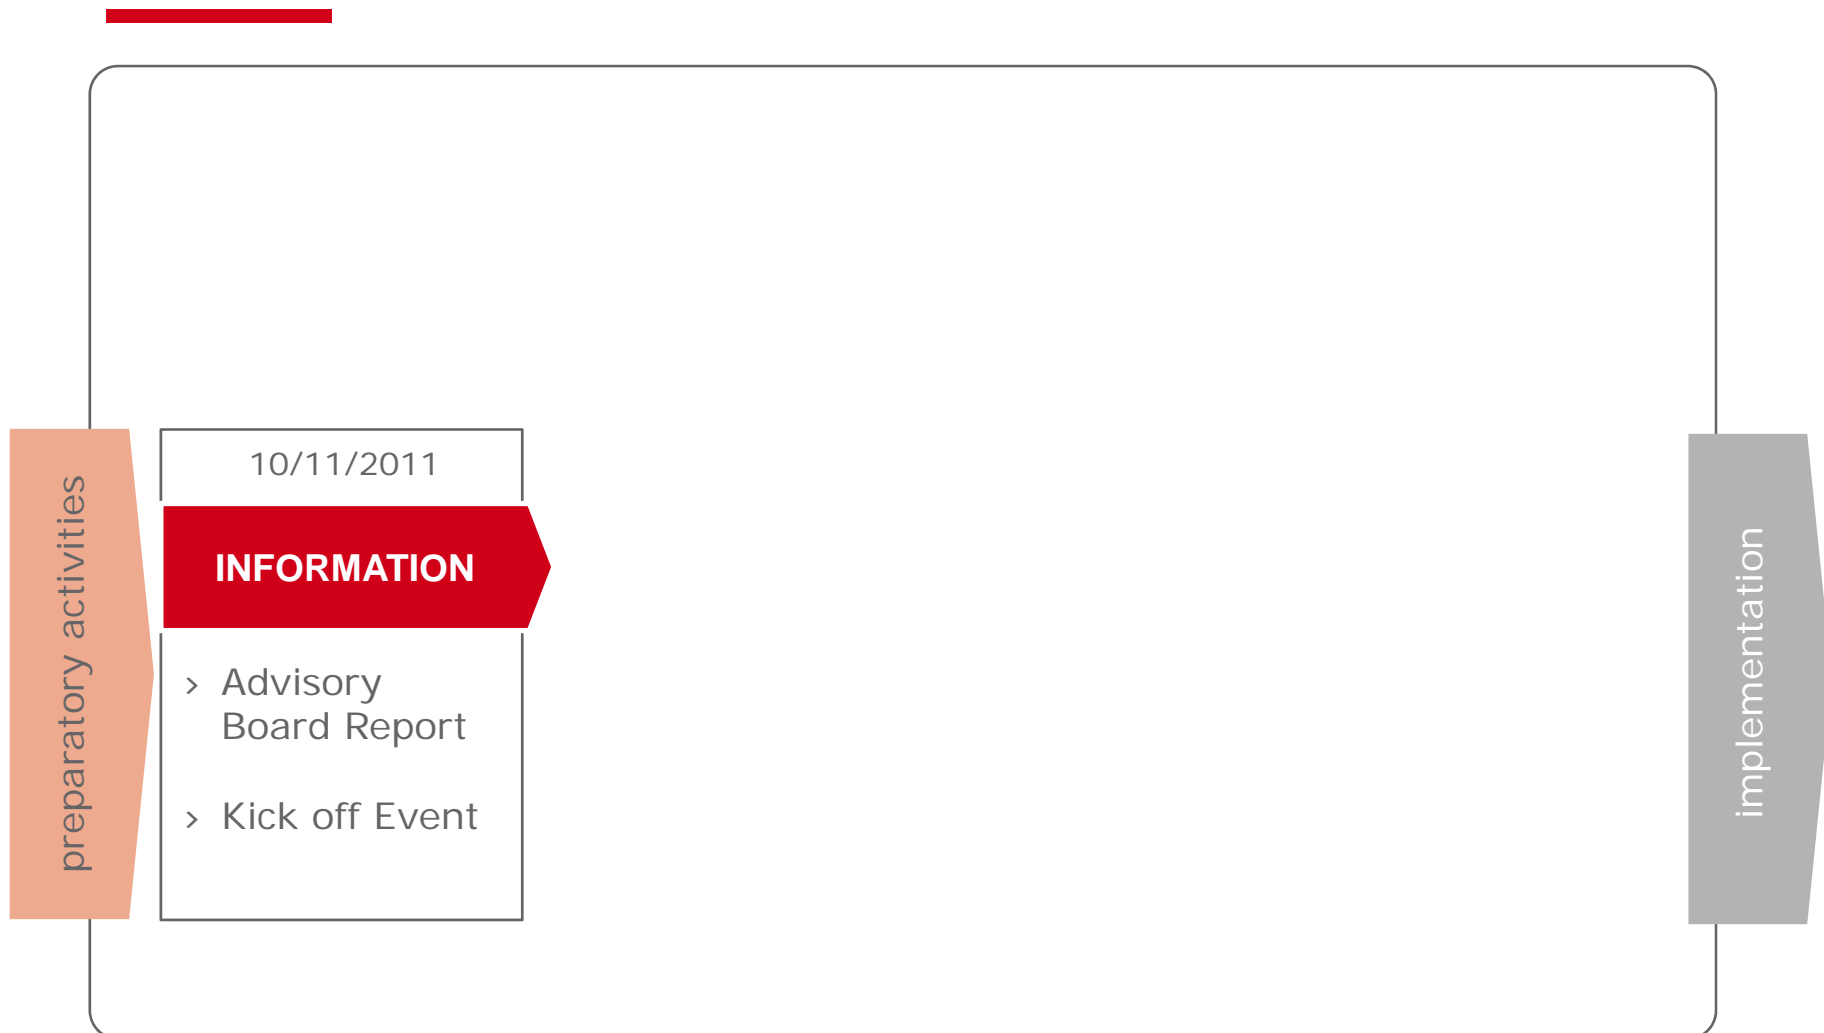 preparatory activities
10/11/2011
INFORMATION
› Advisory
Board Report
› Kick off Event
implementation